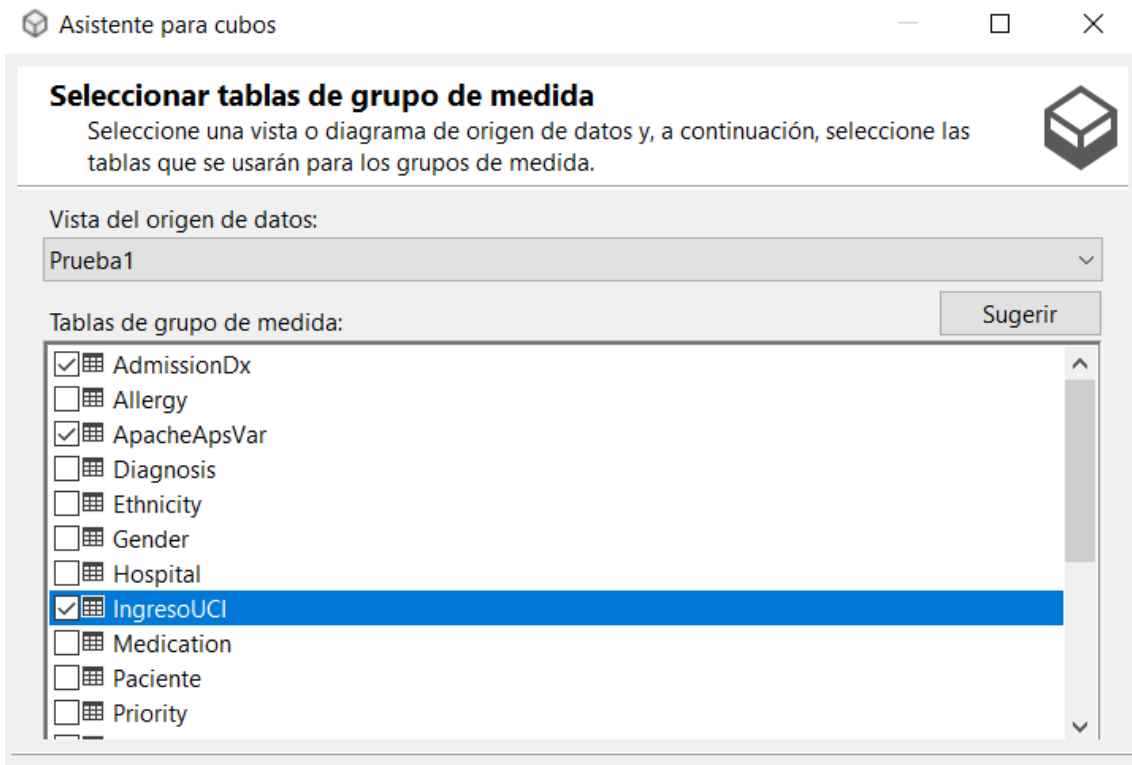 Asistente para cubos
Seleccionar tablas de grupo de medida
Seleccione una vista o diagrama de origen de datos y, a continuación, seleccione las
tablas que se usarán para los grupos de medida.
Vista del origen de datos:
Prueba1
Sugerir
Tablas de grupo de medida:
AdmissionDx
Allergy
ApacheApsVar
Diagnosis
Ethnicity
Gender
Hospital
IngresoUCI
Medication
Paciente
Priority